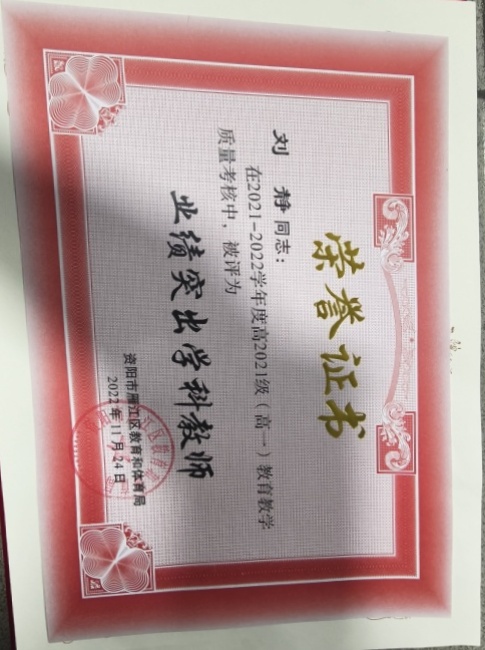 荣誉证书
刘静同志：
在2021-2022学年度高2021级（高一）教育教学
质量考核中，被评为
业绩突出学科教师
资阳市雁江区教育和体育局
2022年11月24日